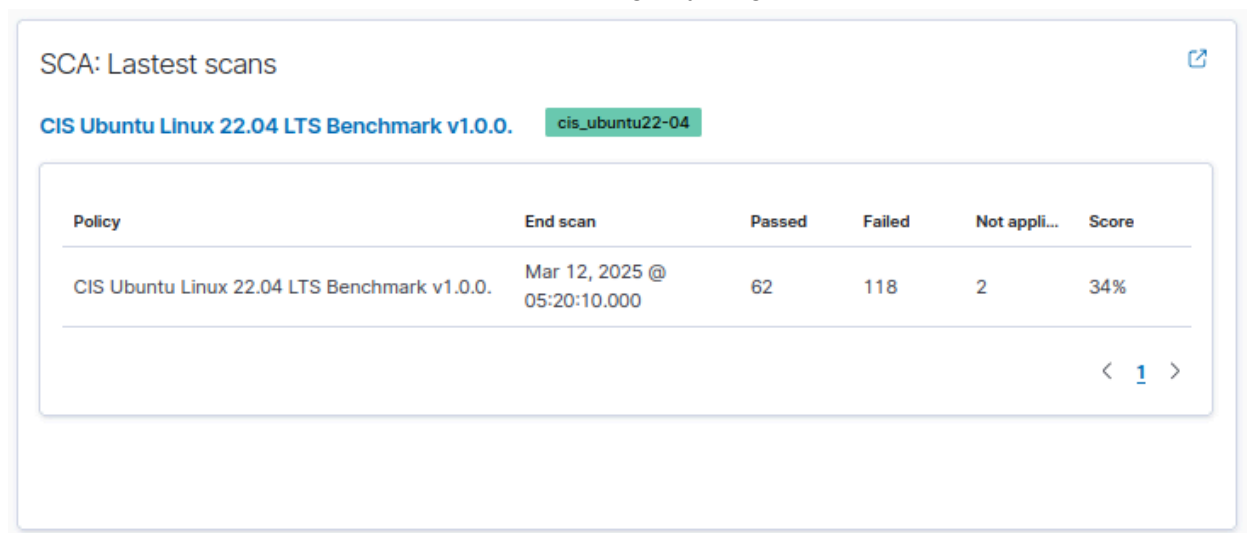 SCA: Lastest scans
CIS Ubuntu Linux 22.04 LTS Benchmark v1.0.0. cis_ubuntu22-04
Policy End scan Passed Failed Not appli... Score
CIS Ubuntu Linux 22.04 LTS Benchmark v1.0.0. Mar 12, 2025 @ 05:20:10.000 62 118 2 34%
1